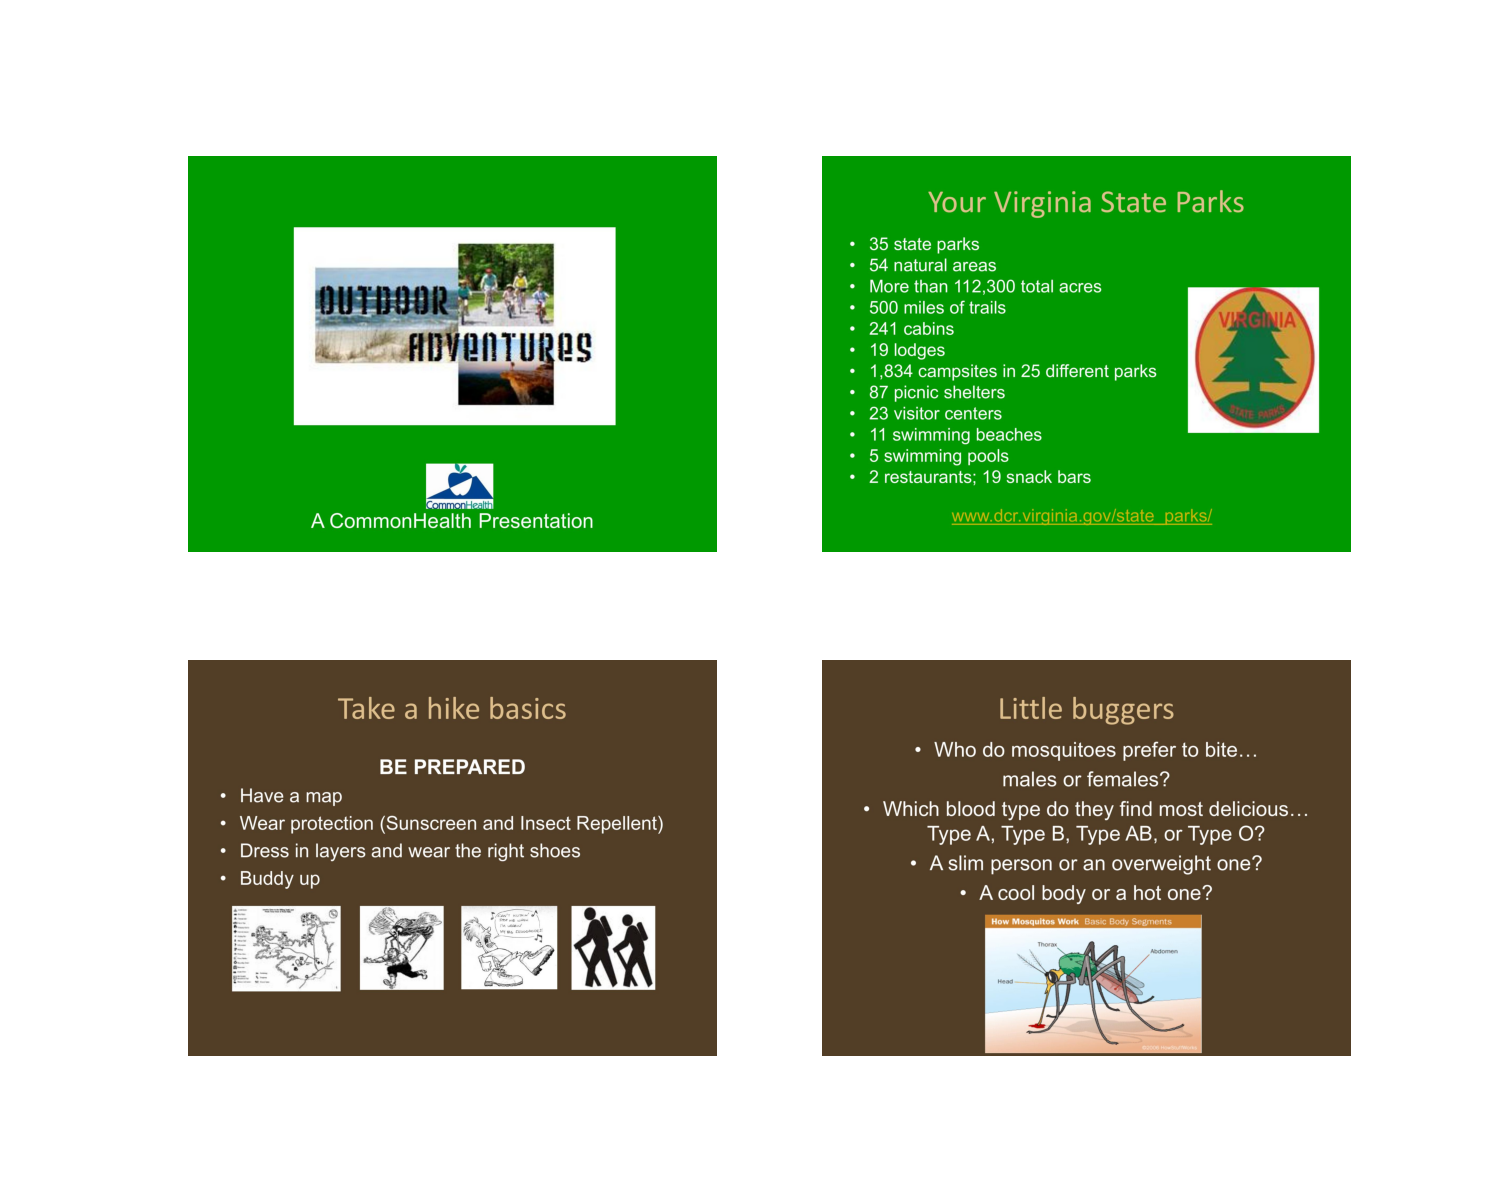 OUTDOOR
ADVENTURES
CommonHealth
A CommonHealth Presentation
Your Virginia State Parks
• 35 state parks
• 54 natural areas
• More than 112,300 total acres
• 500 miles of trails
• 241 cabins
• 19 lodges
• 1,834 campsites in 25 different parks
• 87 picnic shelters
• 23 visitor centers
• 11 swimming beaches
• 5 swimming pools
• 2 restaurants; 19 snack bars
VIRGINIA
STATE PARKS
www.dcr.virginia.gov/state_parks/
Take a hike basics
BE PREPARED
• Have a map
• Wear protection (Sunscreen and Insect Repellent)
• Dress in layers and wear the right shoes
• Buddy up
Little buggers
• Who do mosquitoes prefer to bite…
males or females?
• Which blood type do they find most delicious…
Type A, Type B, Type AB, or Type O?
• A slim person or an overweight one?
• A cool body or a hot one?
How Mosquitos Work Basic Body Segments
Thorax
Abdomen
Head